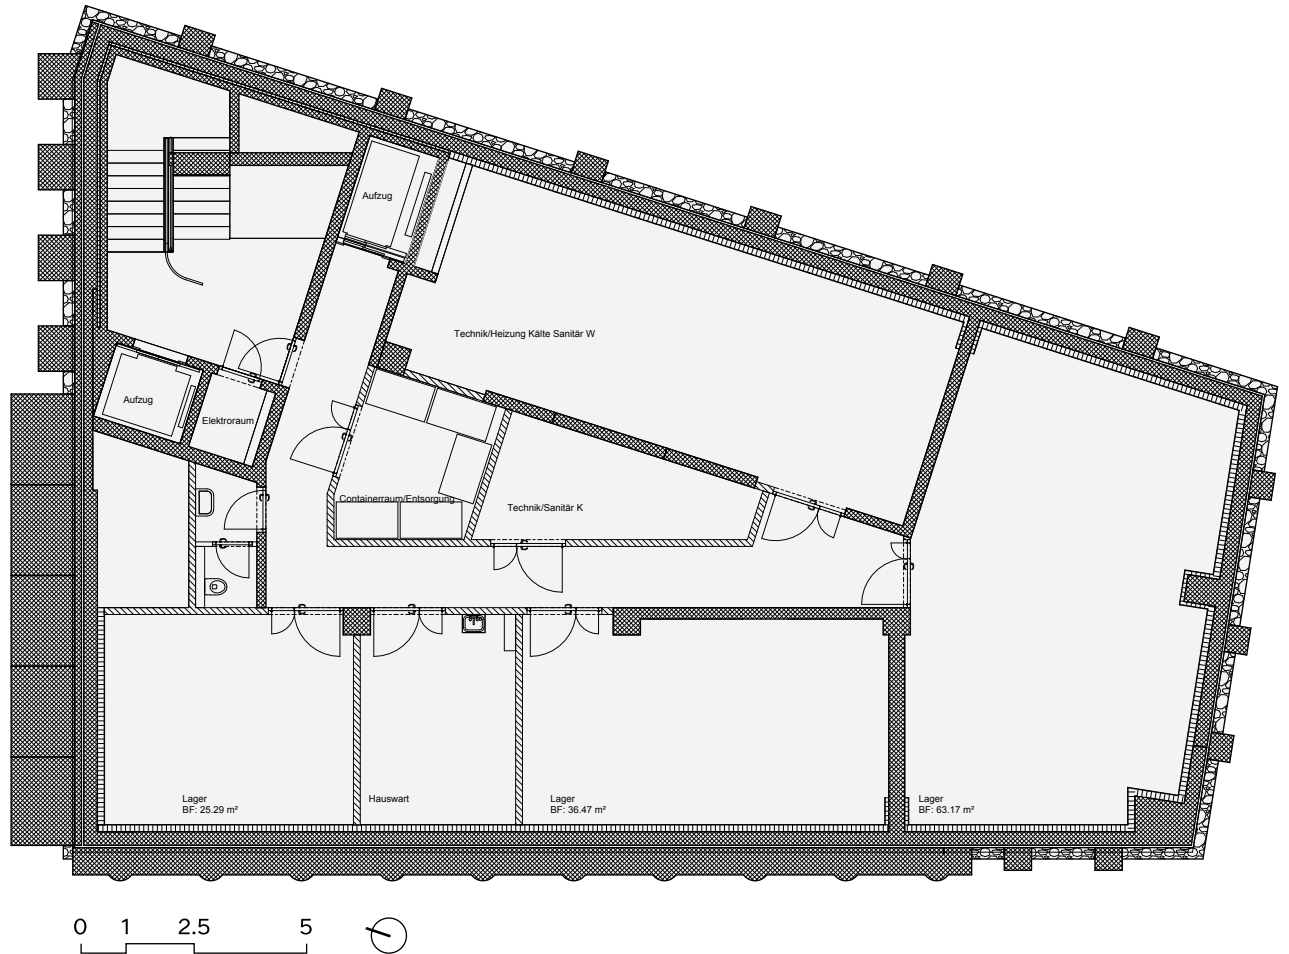 Aufzug
Technik/Heizung Kälte Sanitär W
Aufzug
Elektroraum
Containerraum/Entsorgung
Technik/Sanitär K
Lager
BF: 25.29 m²
Hauswart
Lager
BF: 36.47 m²
Lager
BF: 63.17 m²
0 1 2.5 5